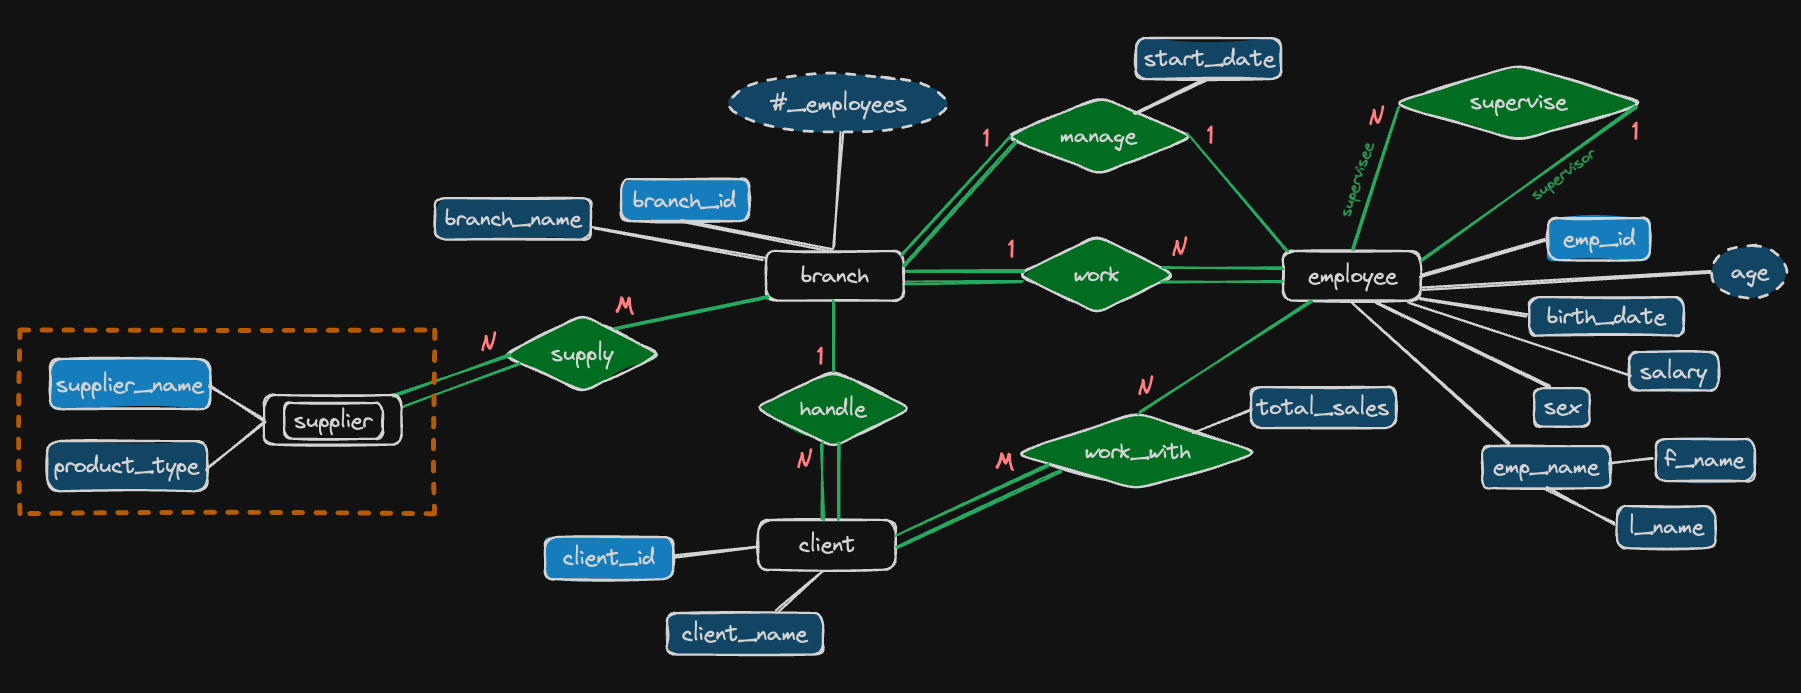 start_date
#_employees
supervise
manage
N
1
1
1
supervisee
supervisor
branch_id
branch_name
emp_id
1
N
branch
work
employee
age
birth_date
M
N
1
supply
supplier_name
salary
N
handle
total_sales
sex
supplier
product_type
N
M
work_with
emp_name
f_name
l_name
client
client_id
client_name